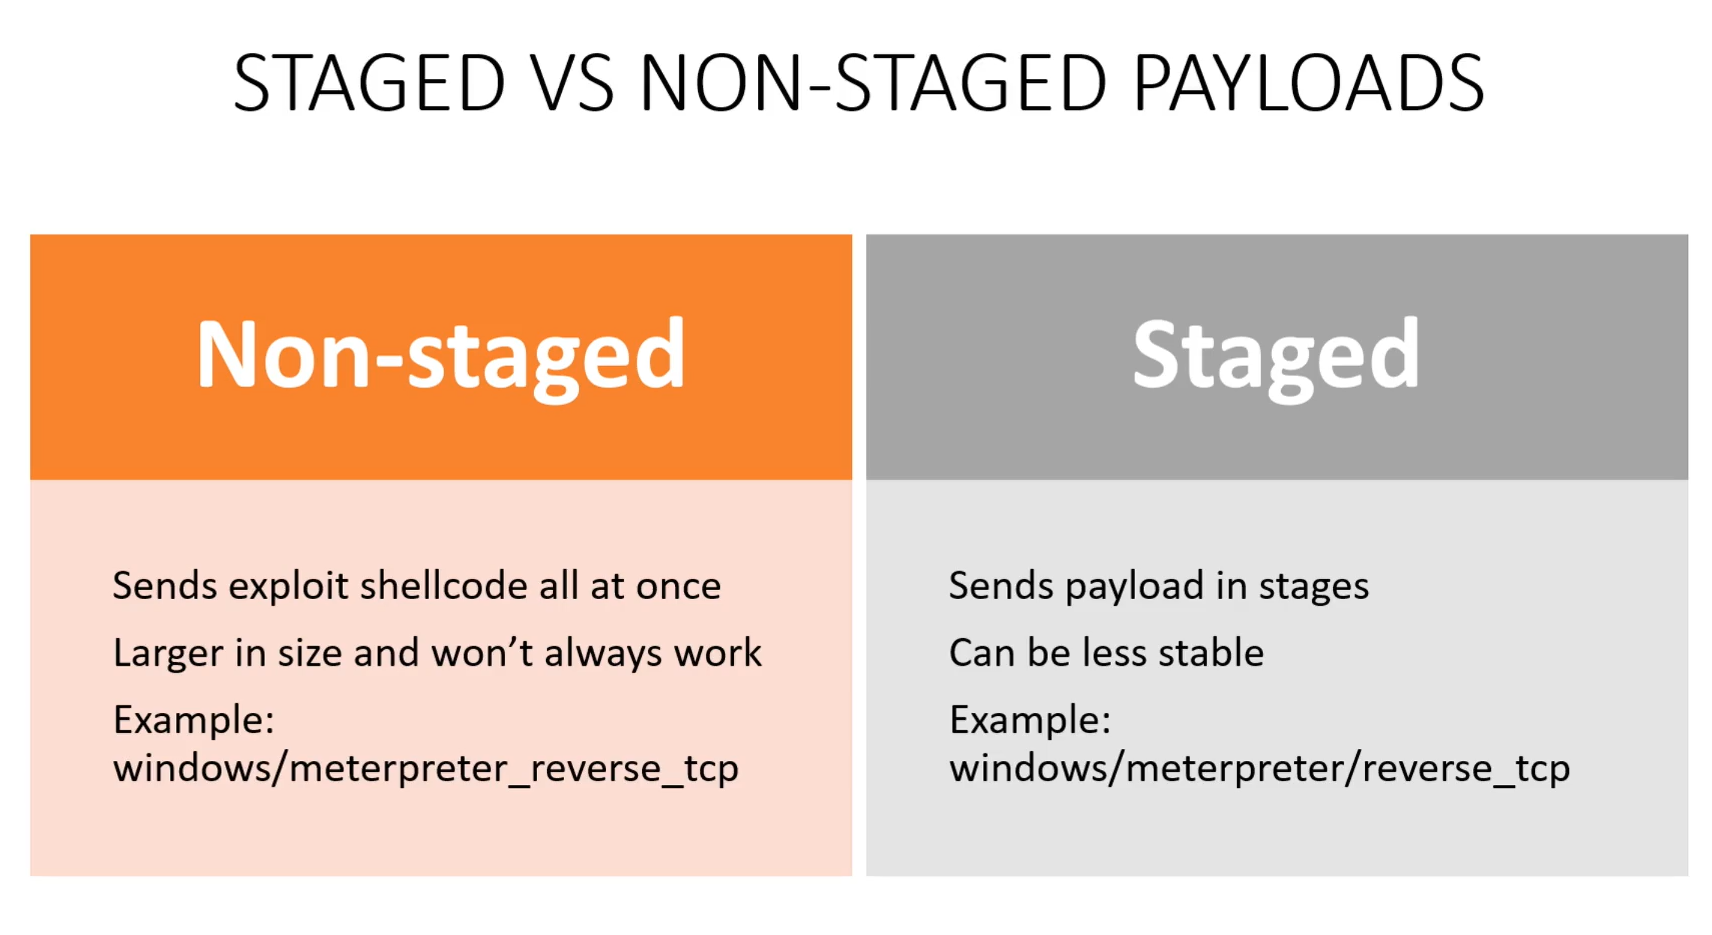 STAGED VS NON-STAGED PAYLOADS
Non-staged
Sends exploit shellcode all at once
Larger in size and won’t always work
Example:
windows/meterpreter_reverse_tcp
Staged
Sends payload in stages
Can be less stable
Example:
windows/meterpreter/reverse_tcp